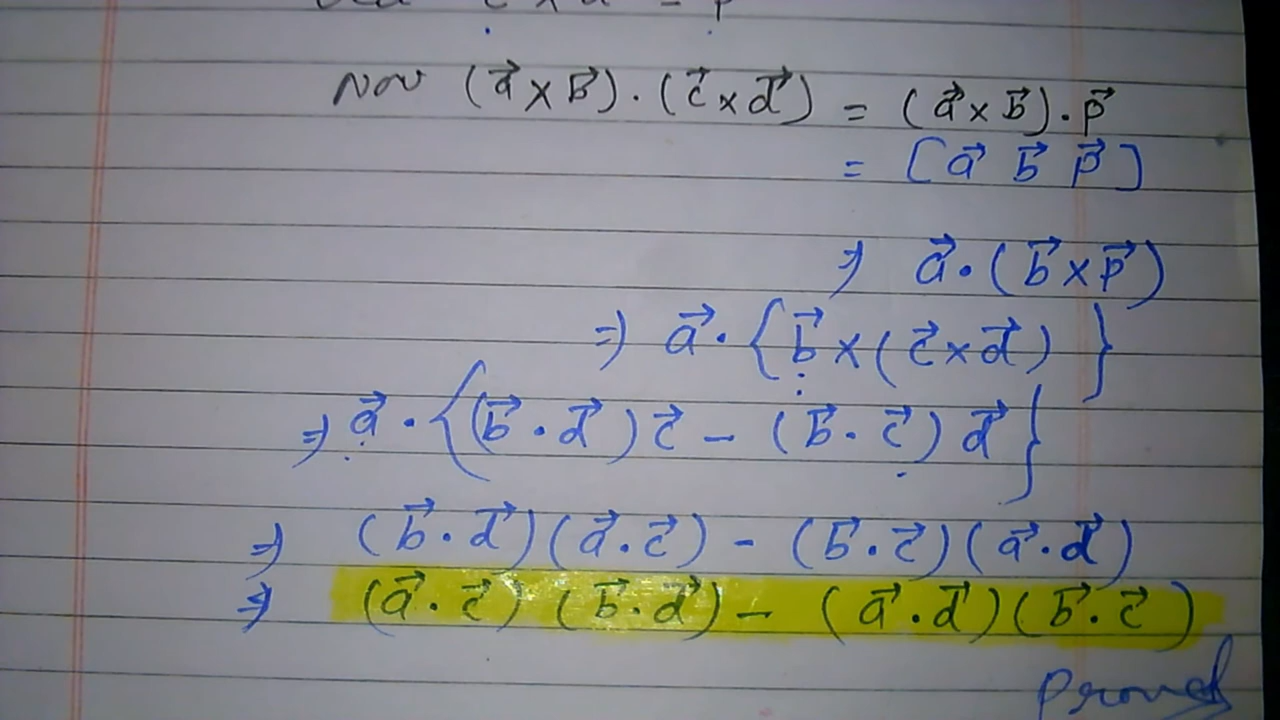 c⃗ × d⃗ = p⃗
Now (a⃗ × b⃗) . (c⃗ × d⃗) = (a⃗ × b⃗) . p⃗
= [a⃗ b⃗ p⃗]
⇒ a⃗ . (b⃗ × p⃗)
⇒ a⃗ . {b⃗ × (c⃗ × d⃗)}
⇒ a⃗ . {(b⃗ . d⃗) c⃗ - (b⃗ . c⃗) d⃗}
⇒ (b⃗ . d⃗) (a⃗ . c⃗) - (b⃗ . c⃗) (a⃗ . d⃗)
⇒ (a⃗ . c⃗) (b⃗ . d⃗) - (a⃗ . d⃗) (b⃗ . c⃗)
Proved